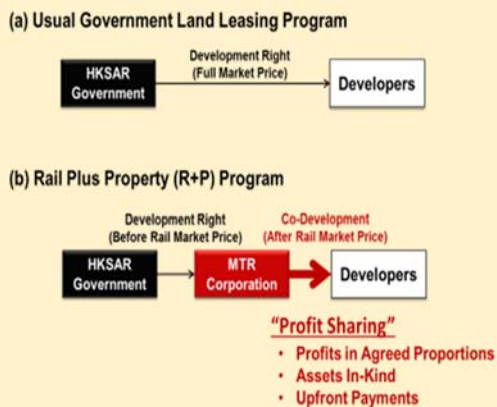 (a) Usual Government Land Leasing Program
Development Right
(Full Market Price)
HKSAR
Government
Developers
(b) Rail Plus Property (R+P) Program
Development Right
(Before Rail Market Price)
Co-Development
(After Rail Market Price)
HKSAR
Government
MTR
Corporation
Developers
“Profit Sharing”
• Profits in Agreed Proportions
• Assets In-Kind
• Upfront Payments